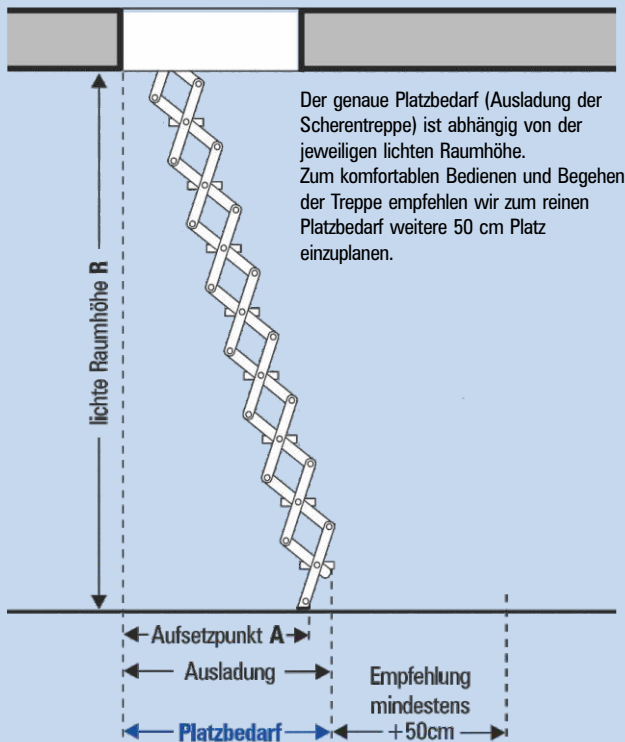 Der genaue Platzbedarf (Ausladung der
Scherentreppe) ist abhängig von der
jeweiligen lichten Raumhöhe.
Zum komfortablen Bedienen und Begehen
der Treppe empfehlen wir zum reinen
Platzbedarf weitere 50 cm Platz
einzuplanen.
lichte Raumhöhe R
Aufsetzpunkt A
Ausladung
Platzbedarf
Empfehlung
mindestens
+50cm